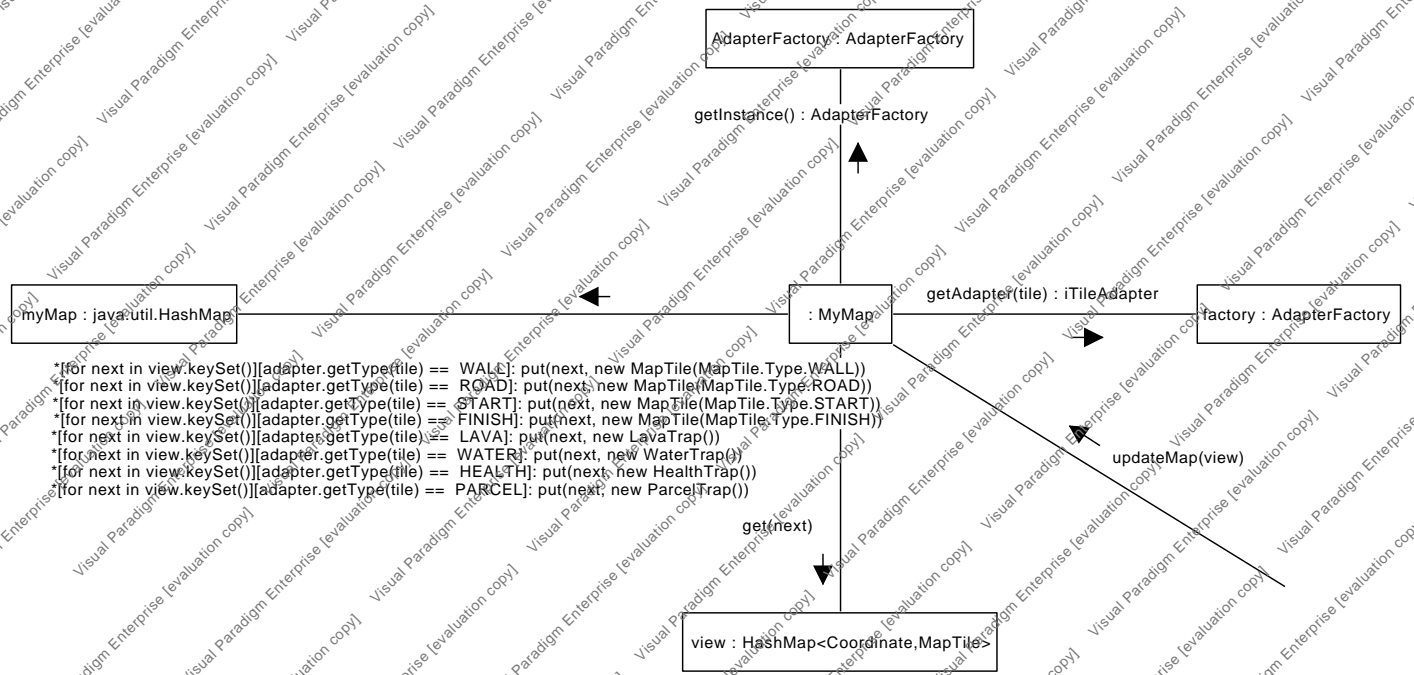 AdapterFactory : AdapterFactory
getInstance() : AdapterFactory
getAdapter(tile) : iTileAdapter
myMap : java.util.HashMap
: MyMap
factory : AdapterFactory
*[for next in view.keySet()][adapter.getType(tile) == WALL]: put(next, new MapTile(MapTile.Type.WALL))
*[for next in view.keySet()][adapter.getType(tile) == ROAD]: put(next, new MapTile(MapTile.Type.ROAD))
*[for next in view.keySet()][adapter.getType(tile) == START]: put(next, new MapTile(MapTile.Type.START))
*[for next in view.keySet()][adapter.getType(tile) == FINISH]: put(next, new MapTile(MapTile.Type.FINISH))
*[for next in view.keySet()][adapter.getType(tile) == LAVA]: put(next, new LavaTrap())
*[for next in view.keySet()][adapter.getType(tile) == WATER]: put(next, new WaterTrap())
*[for next in view.keySet()][adapter.getType(tile) == HEALTH]: put(next, new HealthTrap())
*[for next in view.keySet()][adapter.getType(tile) == PARCEL]: put(next, new ParcelTrap())
updateMap(view)
get(next)
view : HashMap<Coordinate,MapTile>
Visual Paradigm Enterprise [evaluation copy]